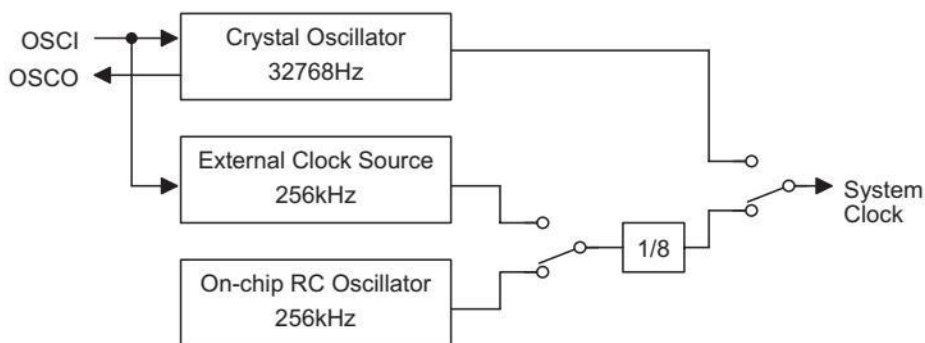 OSCI
OSCO
Crystal Oscillator
32768Hz
External Clock Source
256kHz
On-chip RC Oscillator
256kHz
1/8
System
Clock